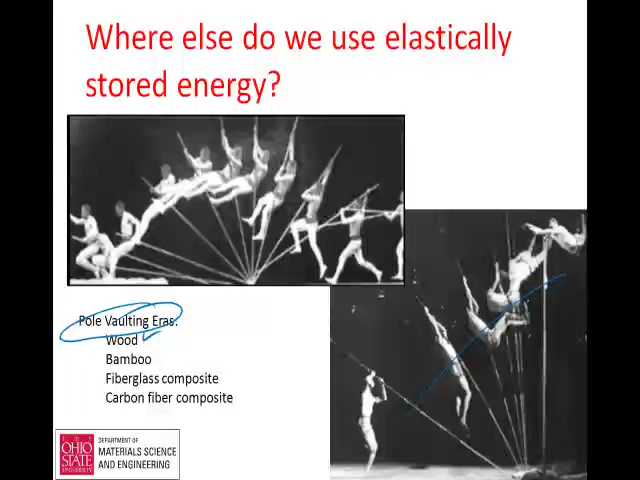 Where else do we use elastically
stored energy?
Pole Vaulting Eras:
Wood
Bamboo
Fiberglass composite
Carbon fiber composite
OHIO
STATE
UNIVERSITY
DEPARTMENT OF
MATERIALS SCIENCE
AND ENGINEERING